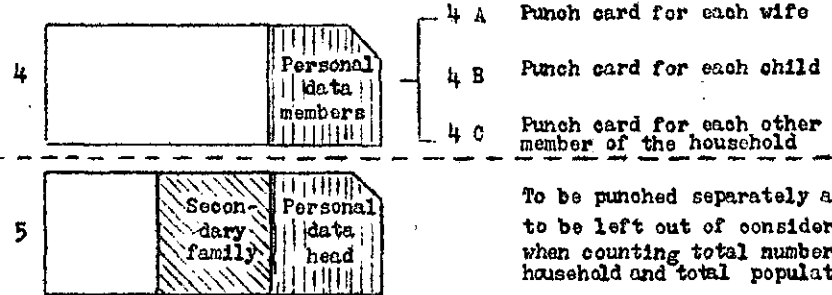 4
Personal
data
members
4 A Punch card for each wife
4 B Punch card for each child
4 C Punch card for each other
member of the household
5
Secon-
dary
family
Personal
data
head
To be punched separately a
to be left out of consider
when counting total number
household and total populat